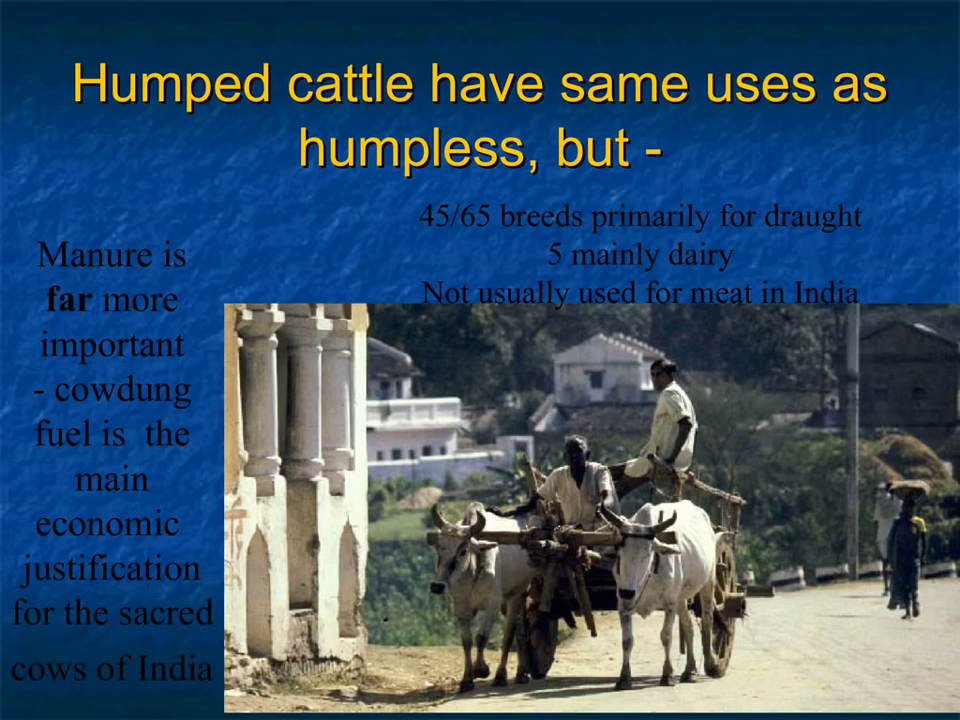 Humped cattle have same uses as
humpless, but -
45/65 breeds primarily for draught
5 mainly dairy
Not usually used for meat in India
Manure is
far more
important
- cowdung
fuel is  the
main
economic
justification
for the sacred
cows of India
.